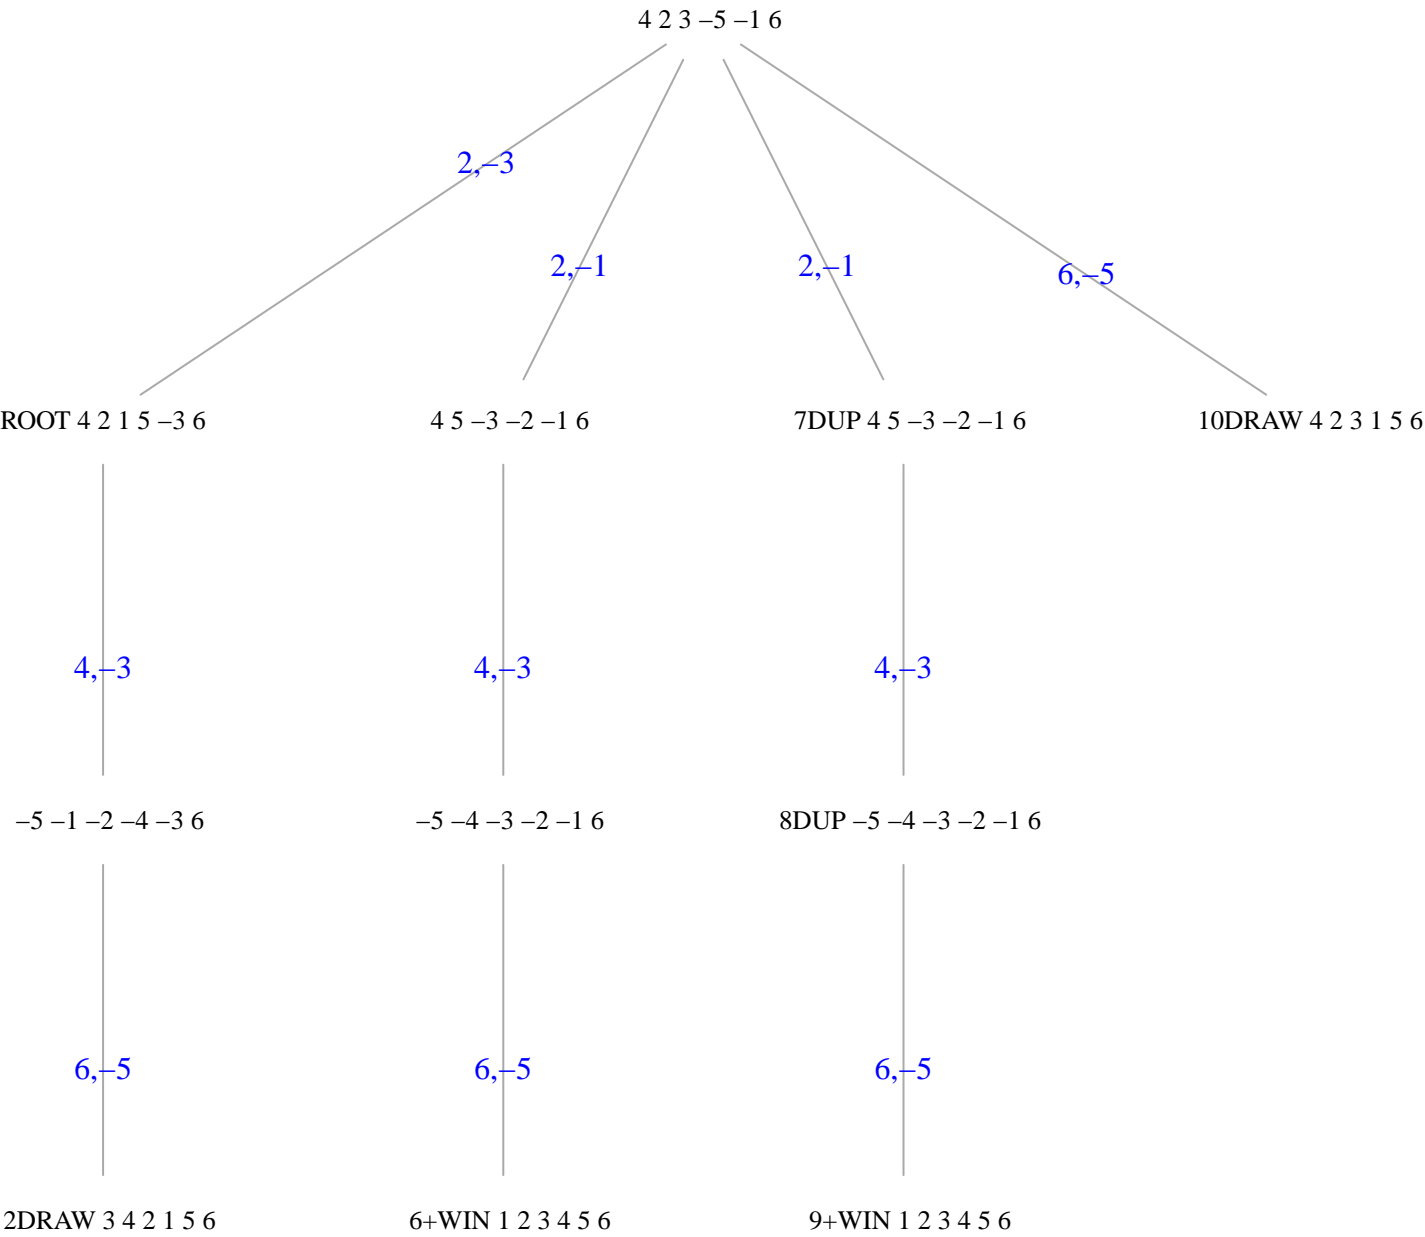 4 2 3 –5 –1 6
2,–3
2,–1
2,–1
6,–5
ROOT 4 2 1 5 –3 6
4 5 –3 –2 –1 6
7DUP 4 5 –3 –2 –1 6
10DRAW 4 2 3 1 5 6
4,–3
4,–3
4,–3
–5 –1 –2 –4 –3 6
–5 –4 –3 –2 –1 6
8DUP –5 –4 –3 –2 –1 6
6,–5
6,–5
6,–5
2DRAW 3 4 2 1 5 6
6+WIN 1 2 3 4 5 6
9+WIN 1 2 3 4 5 6